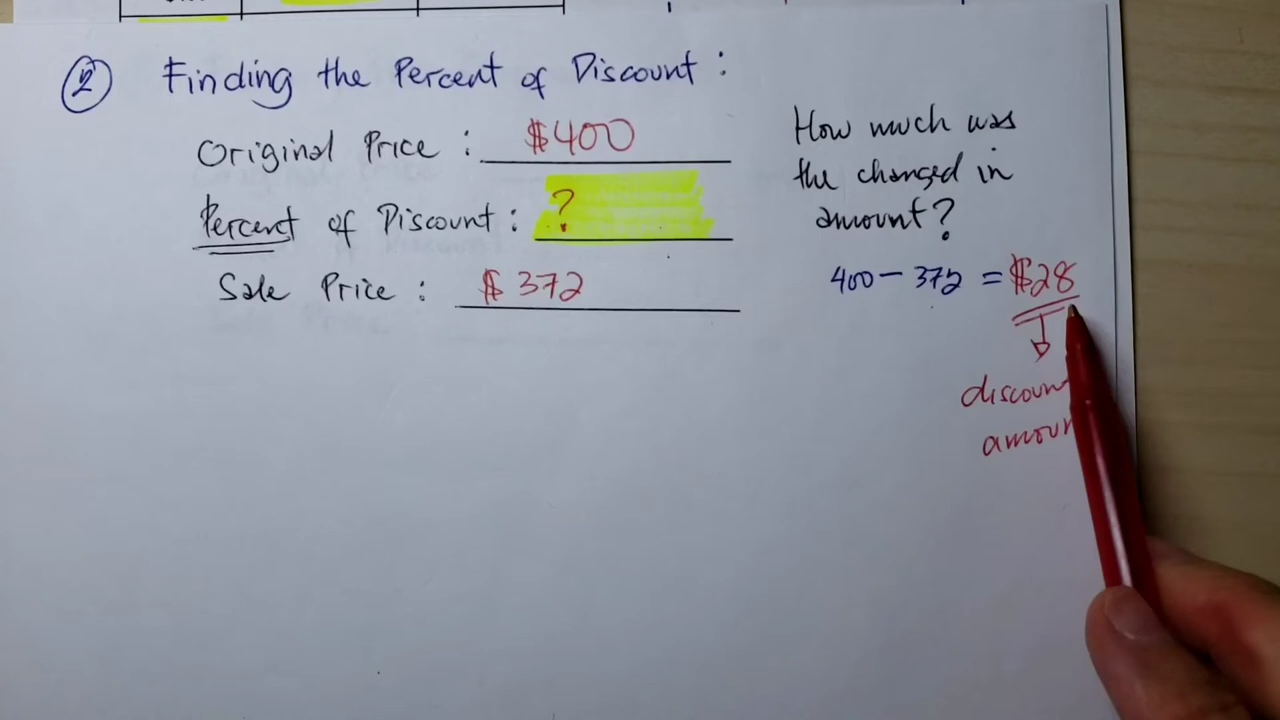 ② Finding the Percent of Discount :
Original Price : $400
Percent of Discount : ?
Sale Price : $372
How much was
the changed in
amount?
400 - 372 = $28
discount
amoun